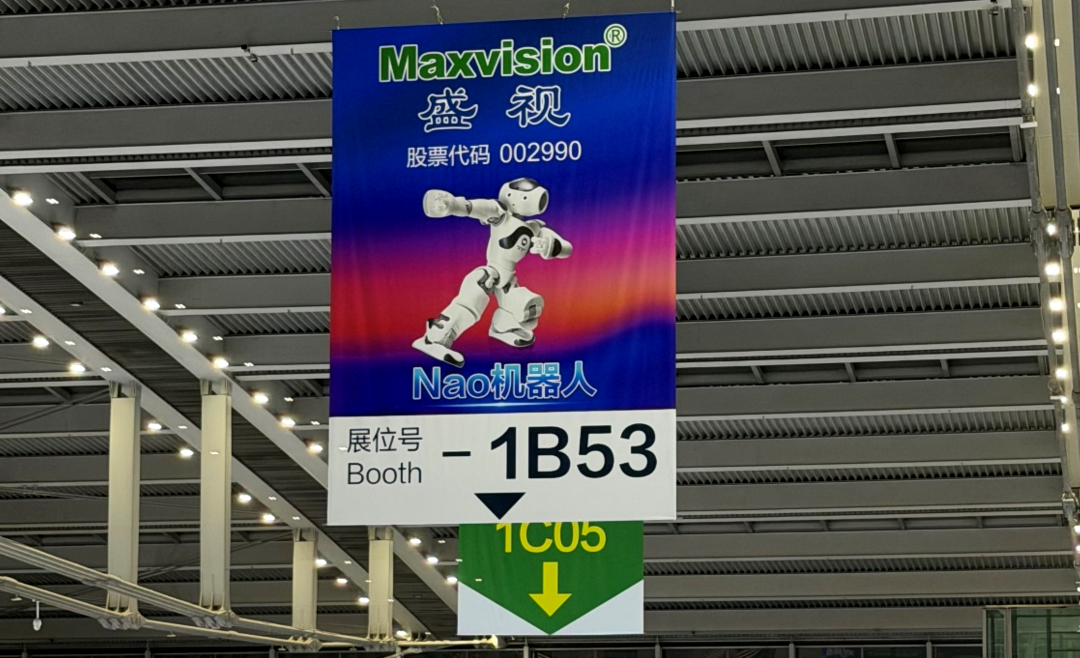 Maxvision®
盛视
股票代码 002990
Nao机器人
展位号
Booth
- 1B53
1C05